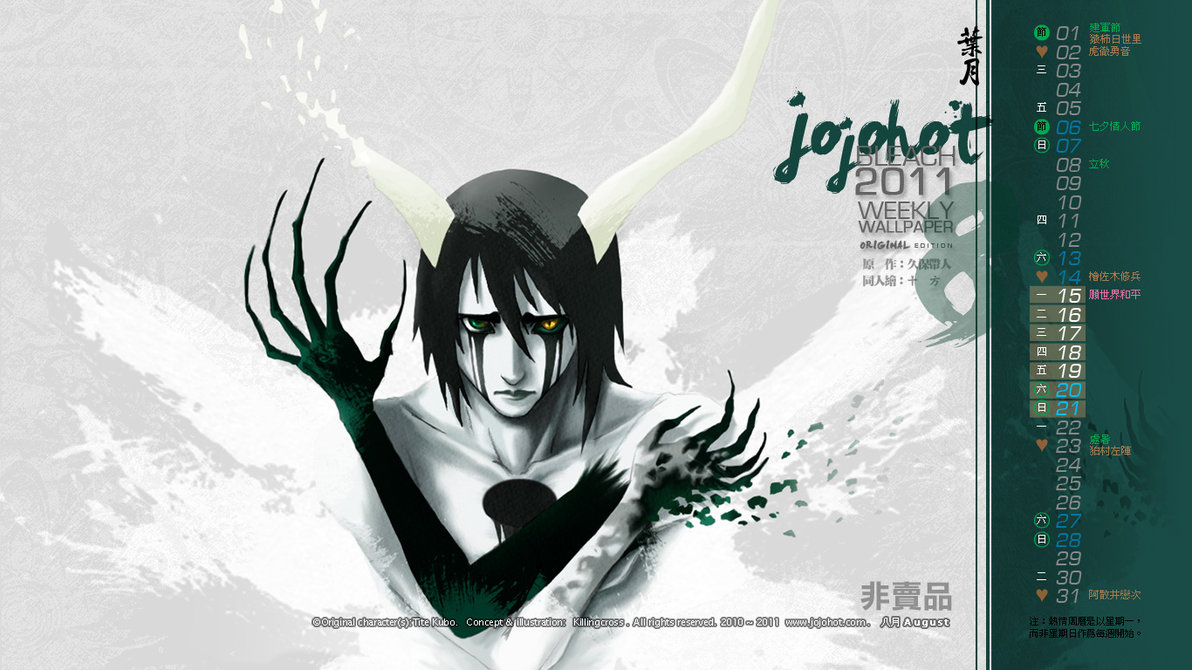 葉月
jojohot
BLEACH
2011
WEEKLY
WALLPAPER
ORIGINAL EDITION
原 作：久保帶人
同人繪：十 方
8
非賣品
©Original character(s):Tite Kubo. Concept & illustration: Killingcross. All rights reserved. 2010 ~ 2011 www.jojohot.com. 八月 August
節 01 建軍節
猿柿日世里
♥ 02 虎徹勇音
三 03
04
五 05
節 06 七夕情人節
日 07
08 立秋
09
10
四 11
12
六 13
♥ 14 檜佐木修兵
一 15 願世界和平
二 16
三 17
四 18
五 19
六 20
日 21
一 22
♥ 23 處暑
狛村左陣
24
25
26
六 27
日 28
29
二 30
♥ 31 阿散井戀次
注：熱情周曆是以星期一，
而非星期日作爲每週開始。